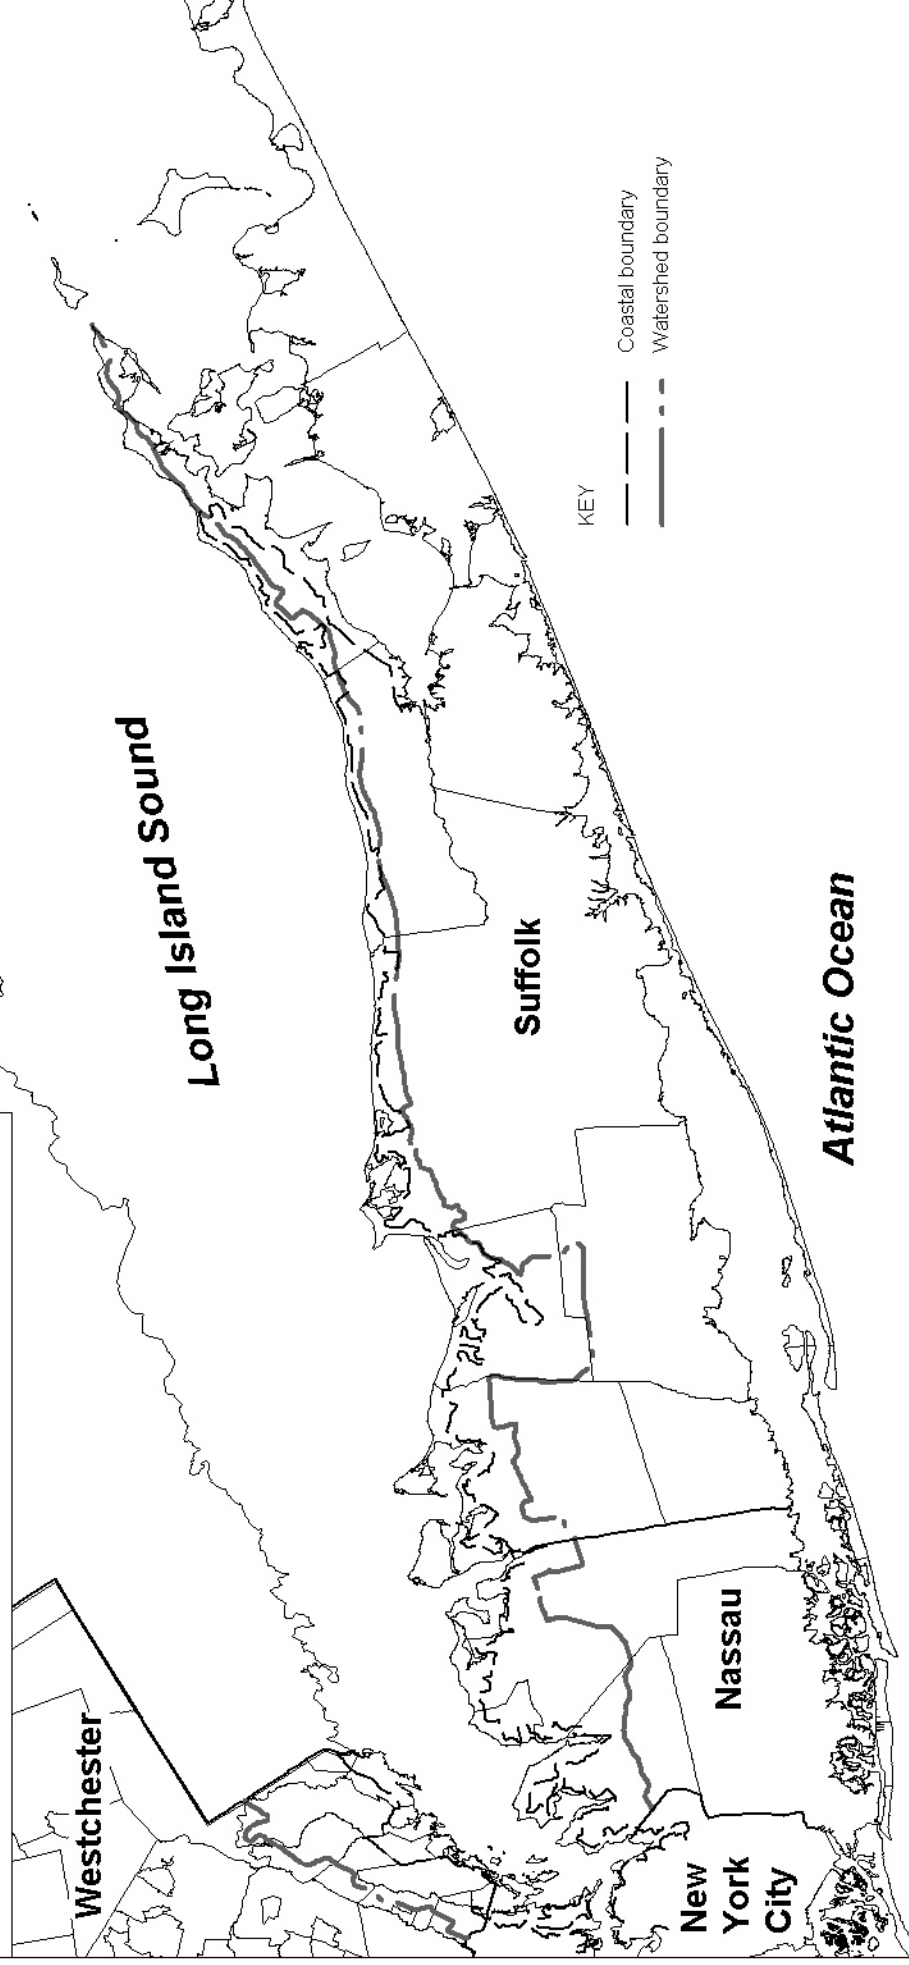 Westchester
Long Island Sound
Suffolk
Nassau
New
York
City
Atlantic Ocean
KEY
Coastal boundary
Watershed boundary